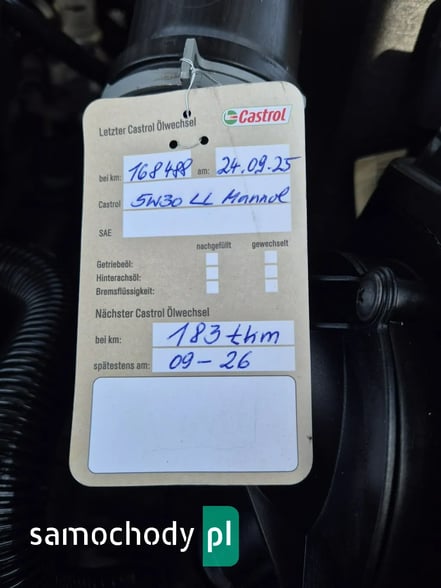 Castrol
Letzter Castrol Ölwechsel
bei km: 168488 am: 24.09.25
Castrol 5W30 LL Mannol
SAE
nachgefüllt gewechselt
Getriebeöl:
Hinterachsöl:
Bremsflüssigkeit:
Nächster Castrol Ölwechsel
bei km: 183 tkm
spätestens am: 09-26
samochody pl